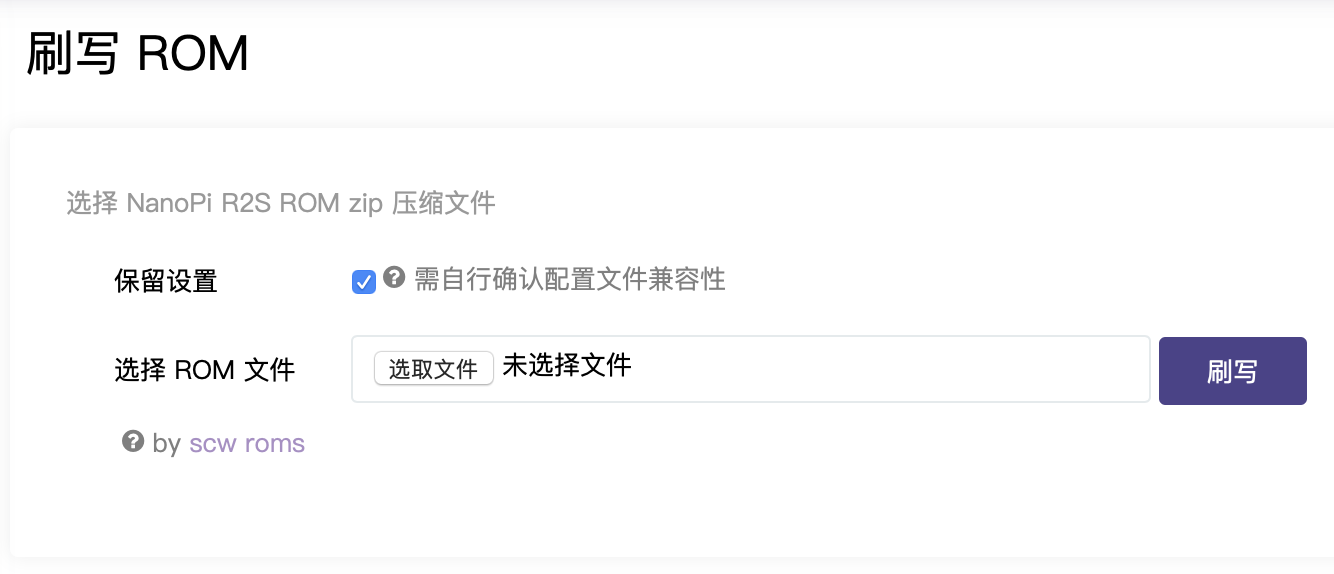 刷写 ROM
选择 NanoPi R2S ROM zip 压缩文件
保留设置 需自行确认配置文件兼容性
选择 ROM 文件 选取文件 未选择文件 刷写
by scw roms